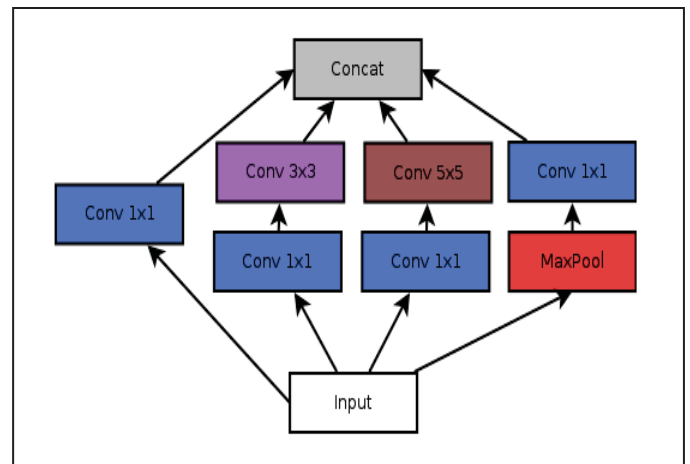 Concat
Conv 3x3
Conv 5x5
Conv 1x1
Conv 1x1
Conv 1x1
Conv 1x1
MaxPool
Input